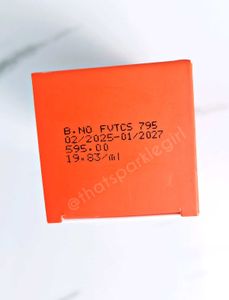 B.NO FVTCS 795
02/2025-01/2027
595.00
19.83/ml
@thatsparklegirl